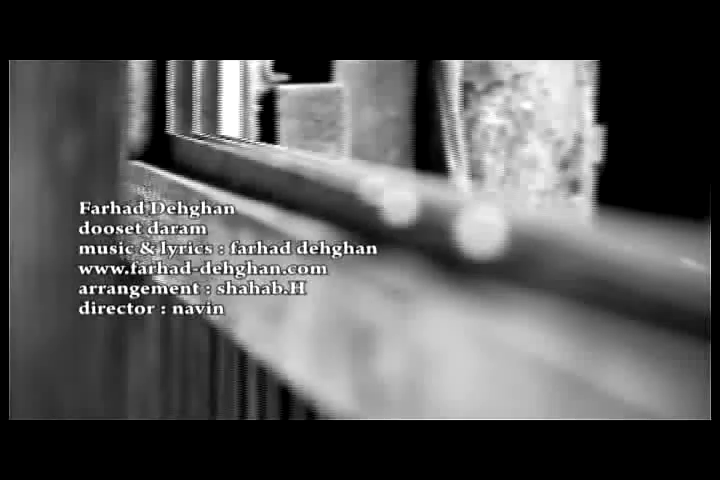 Farhad Dehghan
dooset daram
music & lyrics : farhad dehghan
www.farhad-dehghan.com
arrangement : shahab.H
director : navin